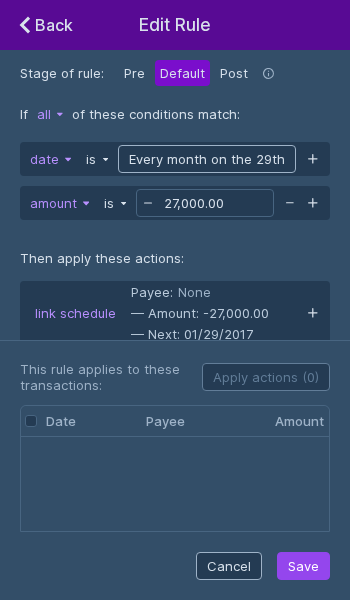 Back Edit Rule
Stage of rule: Pre Default Post
If all of these conditions match:
date is Every month on the 29th +
amount is − 27,000.00 − +
Then apply these actions:
Payee: None
link schedule — Amount: -27,000.00 +
— Next: 01/29/2017
This rule applies to these
transactions:
Apply actions (0)
Date Payee Amount
Cancel Save